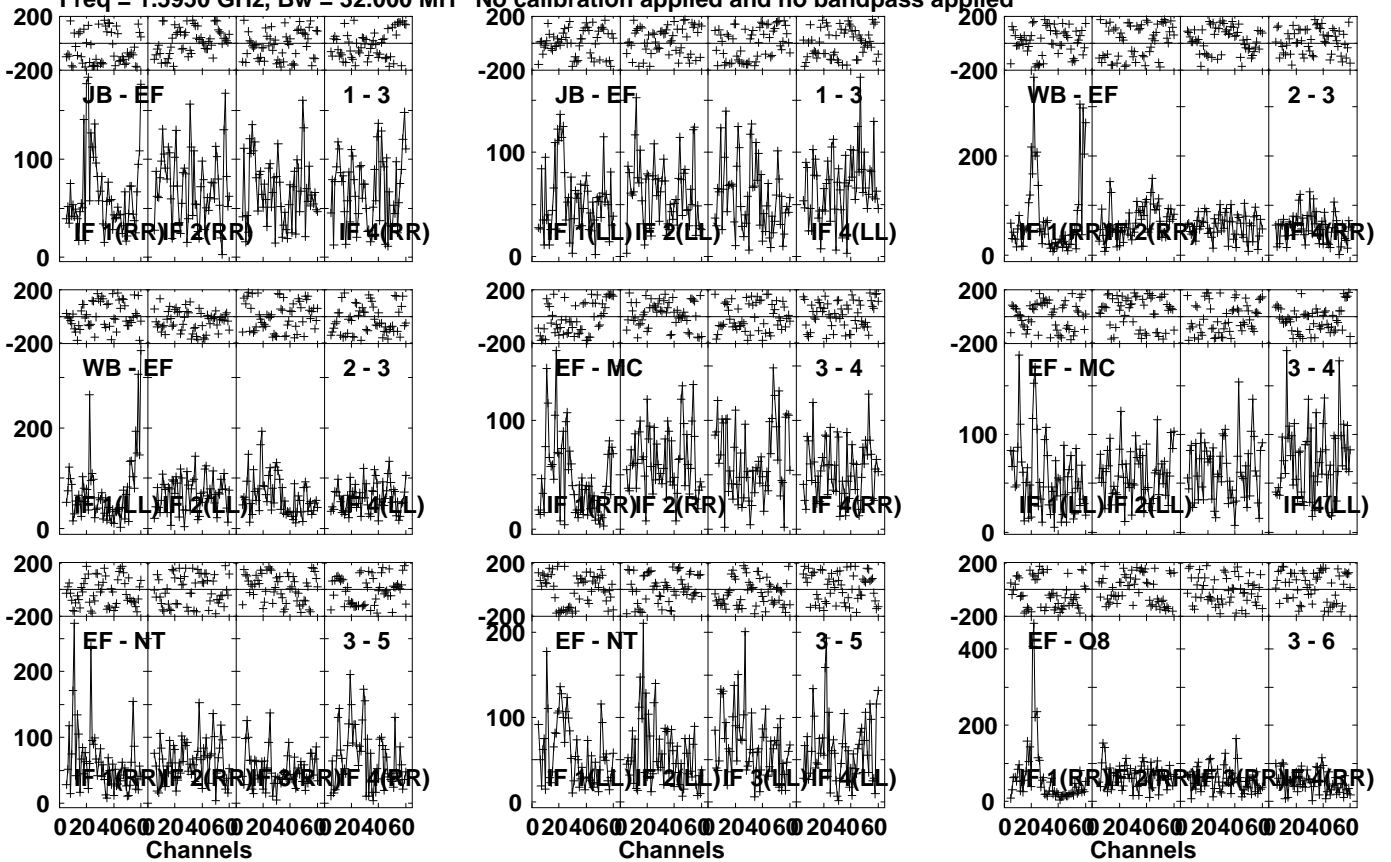 Freq = 1.5950 GHz, Bw = 32.000 MH No calibration applied and no bandpass applied
200
-200
JB - EF 1 - 3
100
0
IF 1(RR) IF 2(RR) IF 4(RR)
200
-200
JB - EF 1 - 3
100
0
IF 1(LL) IF 2(LL) IF 4(LL)
200
-200
WB - EF 2 - 3
200
0
IF 1(RR) IF 2(RR) IF 4(RR)
200
-200
WB - EF 2 - 3
200
0
IF 1(LL) IF 2(LL) IF 4(LL)
200
-200
EF - MC 3 - 4
100
0
IF 1(RR) IF 2(RR) IF 4(RR)
200
-200
EF - MC 3 - 4
100
0
IF 1(LL) IF 2(LL) IF 4(LL)
200
-200
EF - NT 3 - 5
200
100
0
IF 1(RR) IF 2(RR) IF 3(RR) IF 4(RR)
0 20 40 60 0 20 40 60 0 20 40 60 0 20 40 60
Channels
200
-200
EF - NT 3 - 5
200
100
0
IF 1(LL) IF 2(LL) IF 3(LL) IF 4(LL)
0 20 40 60 0 20 40 60 0 20 40 60 0 20 40 60
Channels
200
-200
EF - O8 3 - 6
400
200
0
IF 1(RR) IF 2(RR) IF 3(RR) IF 4(RR)
0 20 40 60 0 20 40 60 0 20 40 60 0 20 40 60
Channels